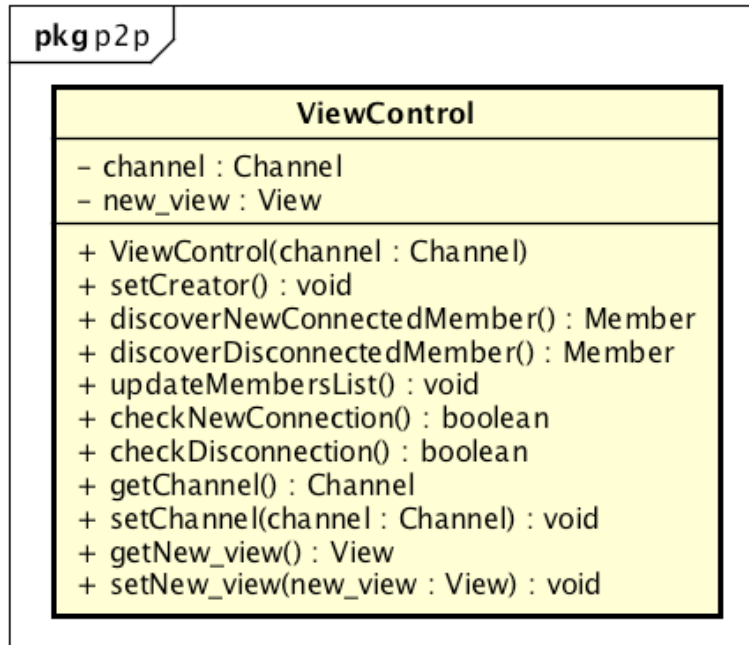 pkg p2p
ViewControl
- channel : Channel
- new_view : View
+ ViewControl(channel : Channel)
+ setCreator() : void
+ discoverNewConnectedMember() : Member
+ discoverDisconnectedMember() : Member
+ updateMembersList() : void
+ checkNewConnection() : boolean
+ checkDisconnection() : boolean
+ getChannel() : Channel
+ setChannel(channel : Channel) : void
+ getNew_view() : View
+ setNew_view(new_view : View) : void